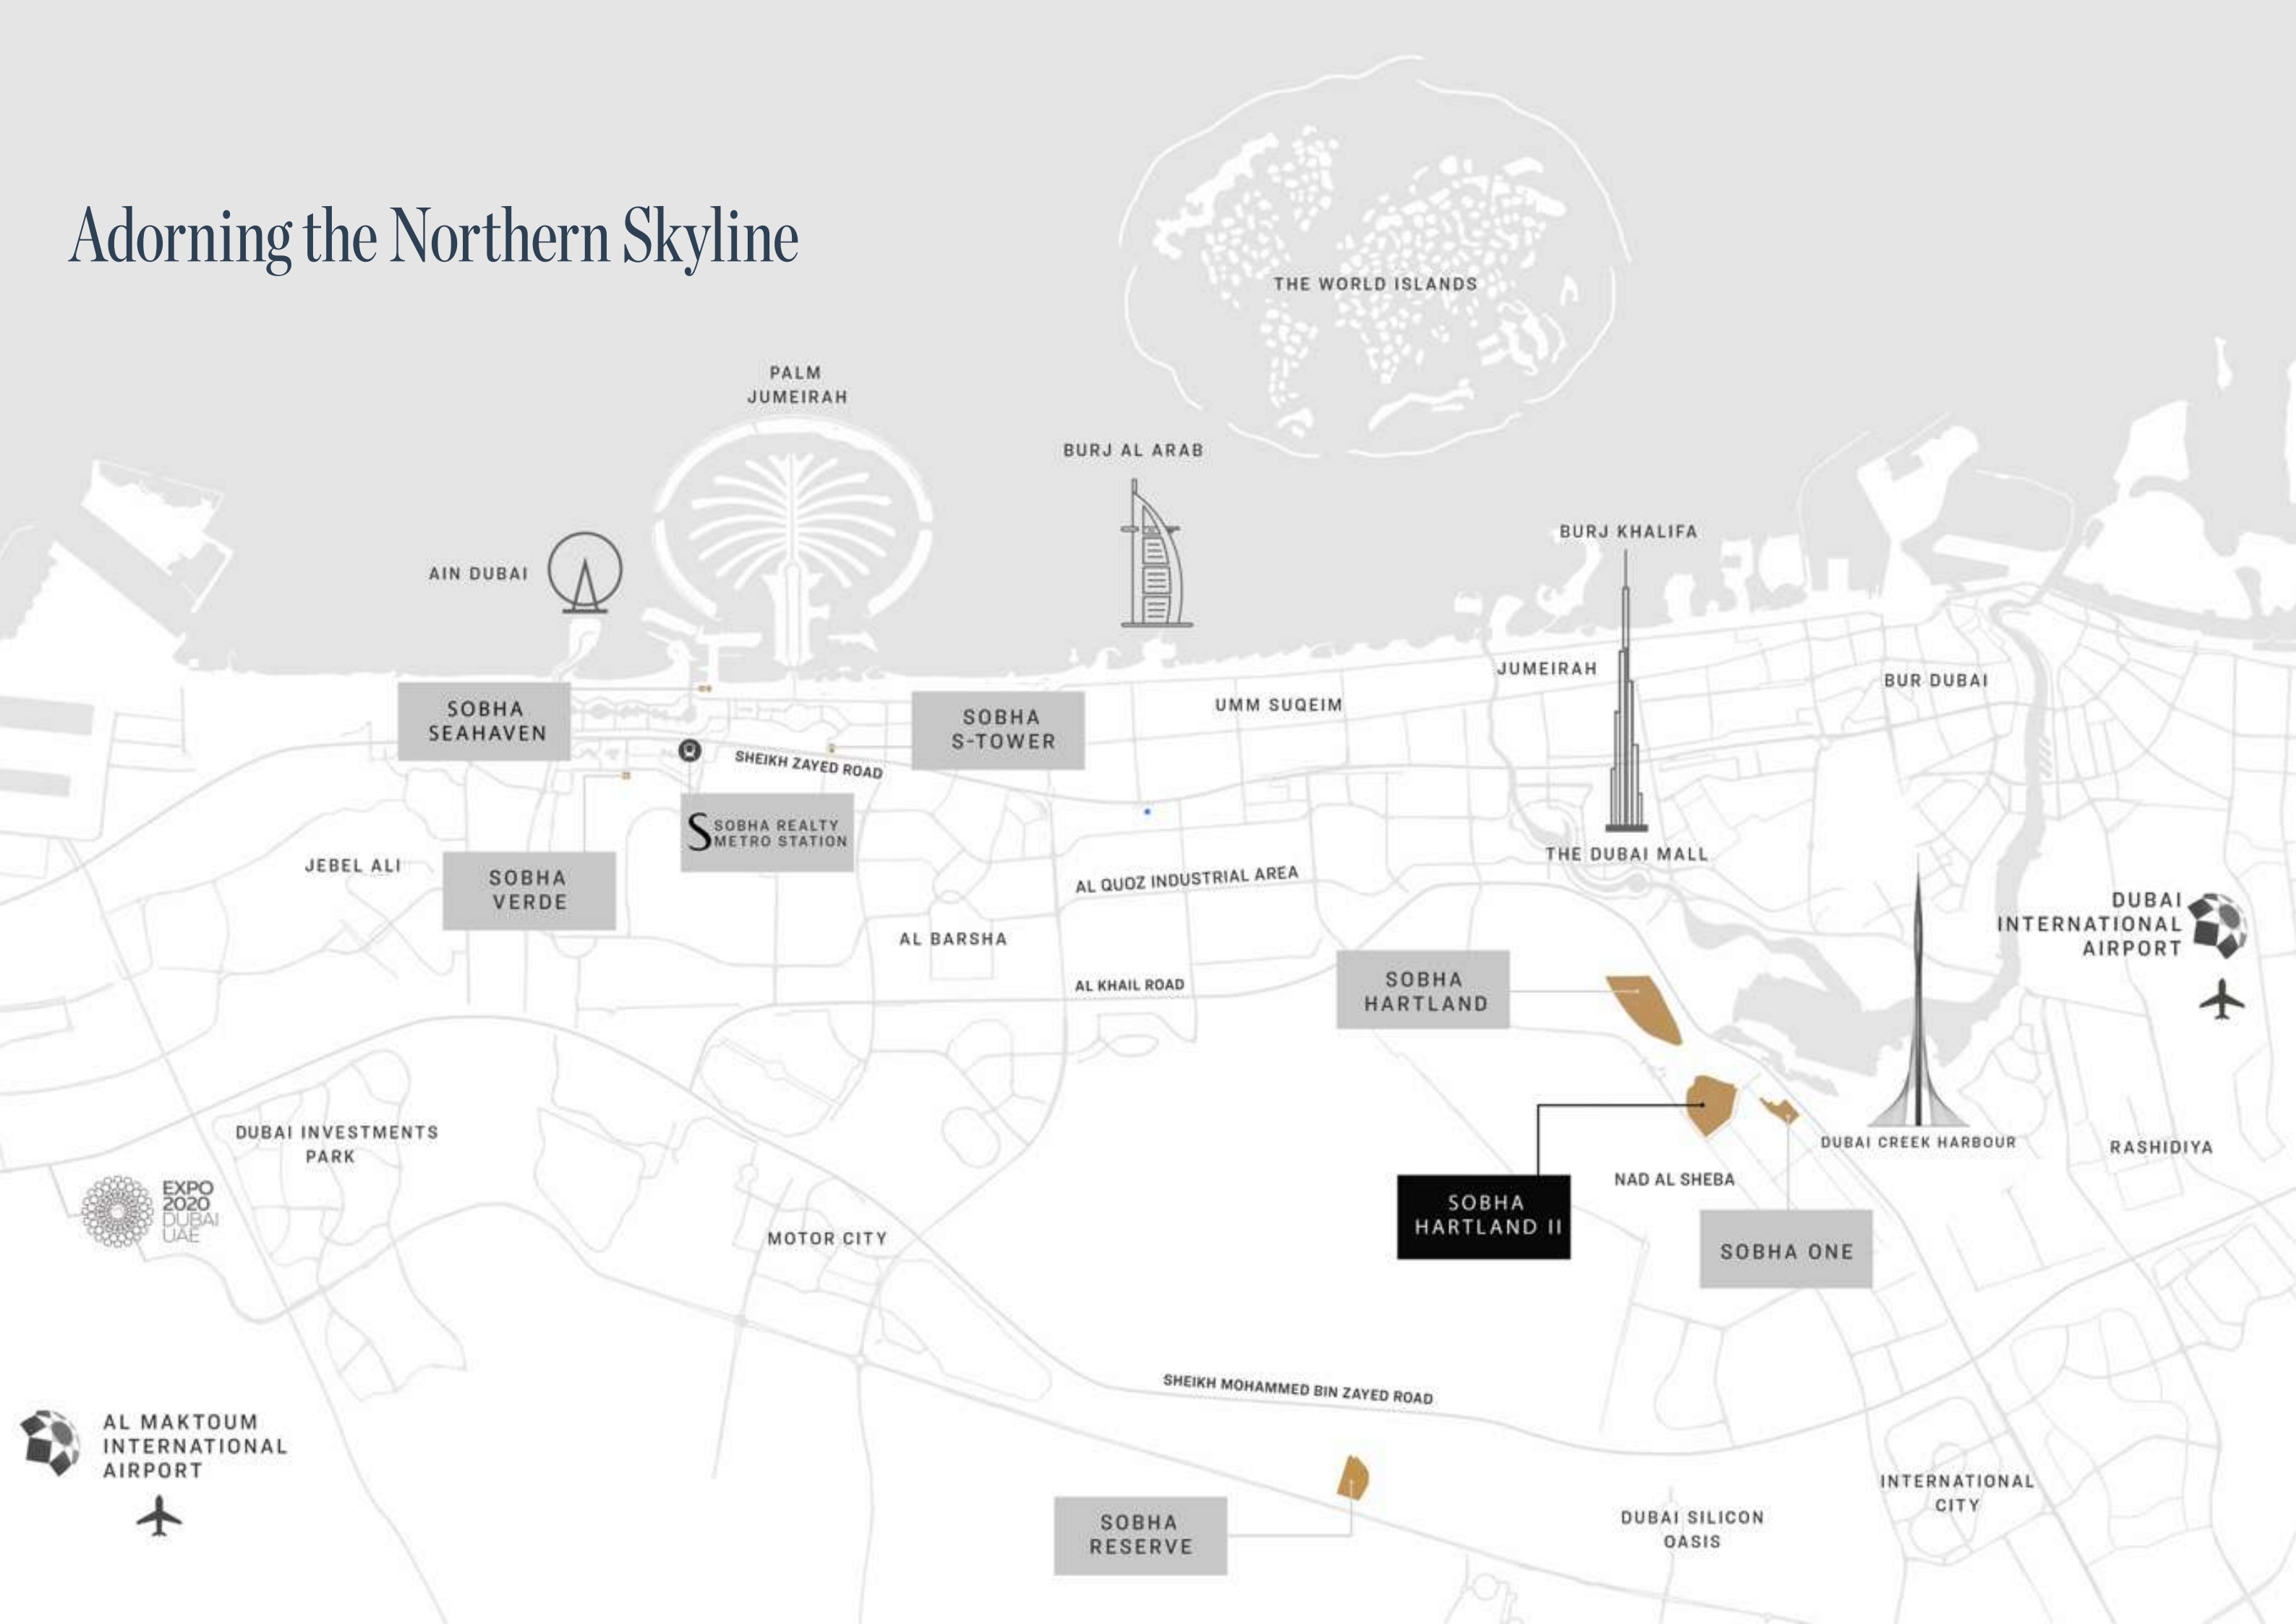 Adorning the Northern Skyline
THE WORLD ISLANDS
PALM
JUMEIRAH
BURJ AL ARAB
BURJ KHALIFA
AIN DUBAI
JUMEIRAH
BUR DUBAI
SOBHA
SEAHAVEN
SOBHA
S-TOWER
UMM SUQEIM
SHEIKH ZAYED ROAD
S SOBHA REALTY
METRO STATION
THE DUBAI MALL
JEBEL ALI
SOBHA
VERDE
AL QUOZ INDUSTRIAL AREA
DUBAI
INTERNATIONAL
AIRPORT
AL BARSHA
AL KHAIL ROAD
SOBHA
HARTLAND
DUBAI INVESTMENTS
PARK
DUBAI CREEK HARBOUR
RASHIDIYA
NAD AL SHEBA
EXPO
2020
DUBAI
UAE
MOTOR CITY
SOBHA
HARTLAND II
SOBHA ONE
SHEIKH MOHAMMED BIN ZAYED ROAD
AL MAKTOUM
INTERNATIONAL
AIRPORT
SOBHA
RESERVE
DUBAI SILICON
OASIS
INTERNATIONAL
CITY